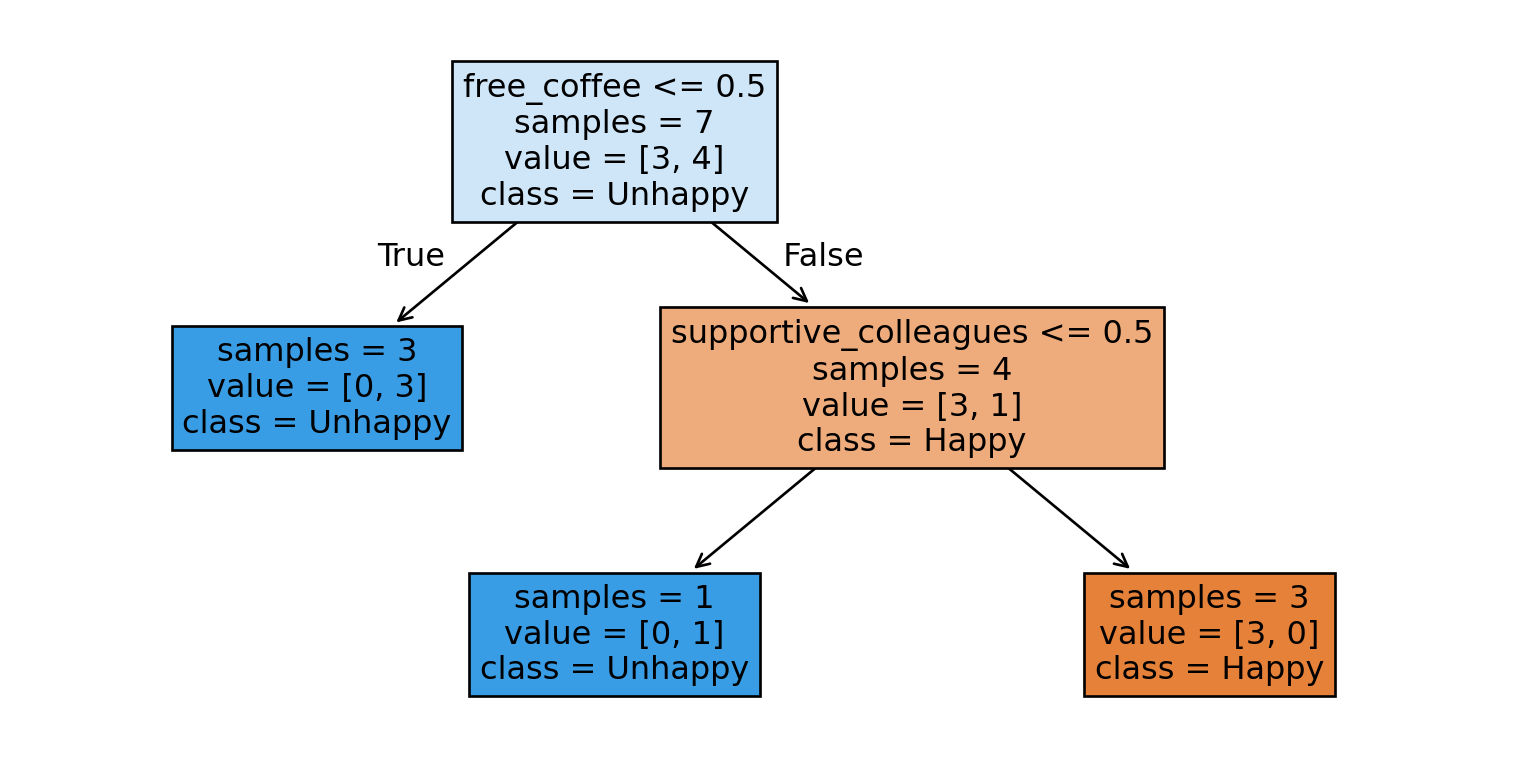 free_coffee <= 0.5
samples = 7
value = [3, 4]
class = Unhappy
True
False
samples = 3
value = [0, 3]
class = Unhappy
supportive_colleagues <= 0.5
samples = 4
value = [3, 1]
class = Happy
samples = 1
value = [0, 1]
class = Unhappy
samples = 3
value = [3, 0]
class = Happy